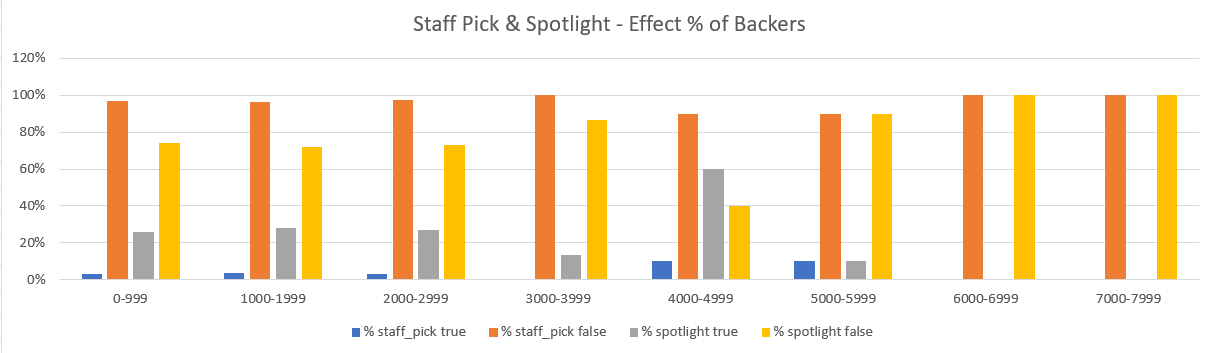 Staff Pick & Spotlight - Effect % of Backers
120%
100%
80%
60%
40%
20%
0%
0-999 1000-1999 2000-2999 3000-3999 4000-4999 5000-5999 6000-6999 7000-7999
% staff_pick true % staff_pick false % spotlight true % spotlight false